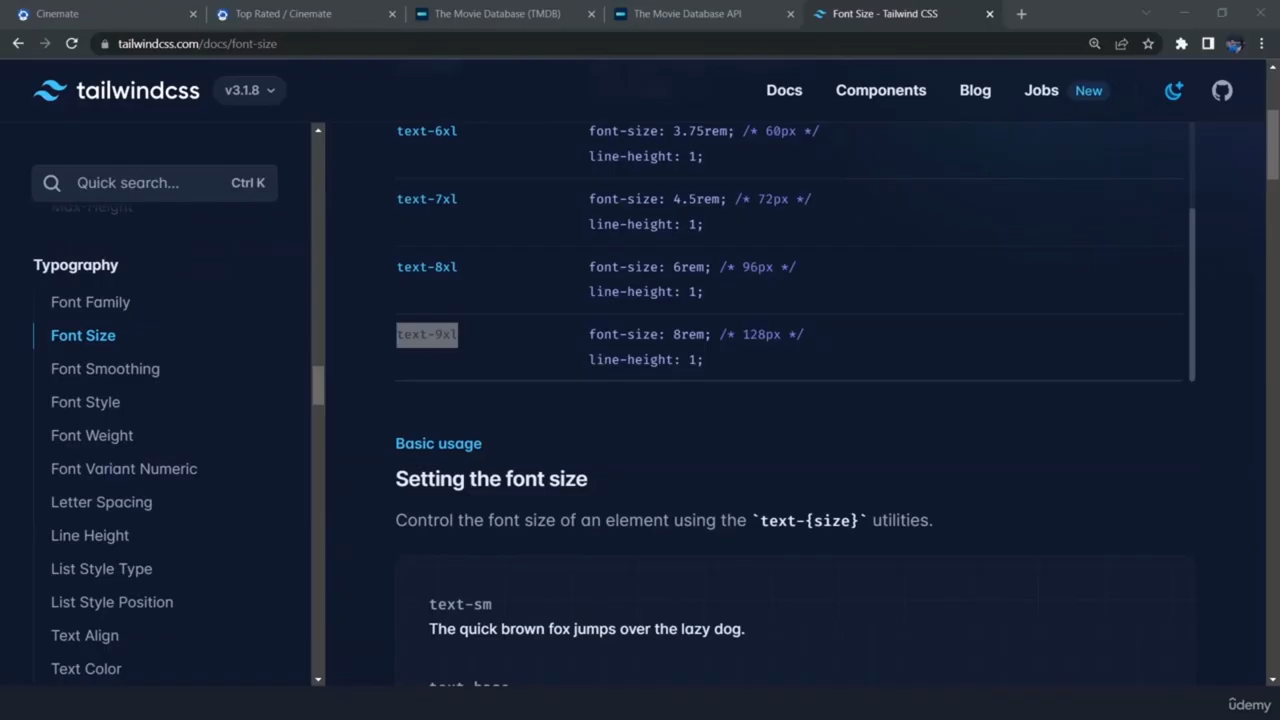 Cinemate
Top Rated / Cinemate
The Movie Database (TMDB)
The Movie Database API
Font Size - Tailwind CSS
tailwindcss.com/docs/font-size
tailwindcss
v3.1.8
Docs
Components
Blog
Jobs
New
Quick search...
Ctrl K
Max-Height
Typography
Font Family
Font Size
Font Smoothing
Font Style
Font Weight
Font Variant Numeric
Letter Spacing
Line Height
List Style Type
List Style Position
Text Align
Text Color
text-6xl
font-size: 3.75rem; /* 60px */
line-height: 1;
text-7xl
font-size: 4.5rem; /* 72px */
line-height: 1;
text-8xl
font-size: 6rem; /* 96px */
line-height: 1;
text-9xl
font-size: 8rem; /* 128px */
line-height: 1;
Basic usage
Setting the font size
Control the font size of an element using the `text-{size}` utilities.
text-sm
The quick brown fox jumps over the lazy dog.
text-base
ûdemy